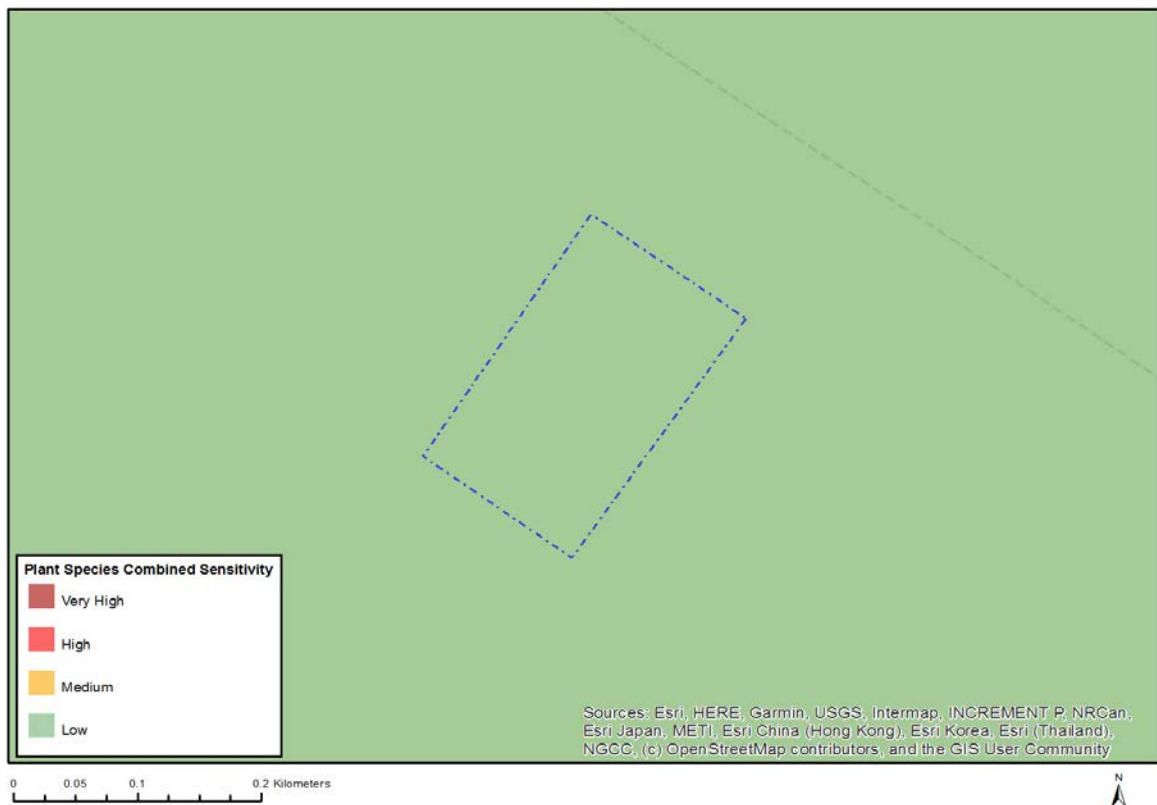 Plant Species Combined Sensitivity
Very High
High
Medium
Low
Sources: Esri, HERE, Garmin, USGS, Intermap, INCREMENT P, NRCan,
Esri Japan, METI, Esri China (Hong Kong), Esri Korea, Esri (Thailand),
NGCC, (c) OpenStreetMap contributors, and the GIS User Community
0 0.05 0.1 0.2 Kilometers
N